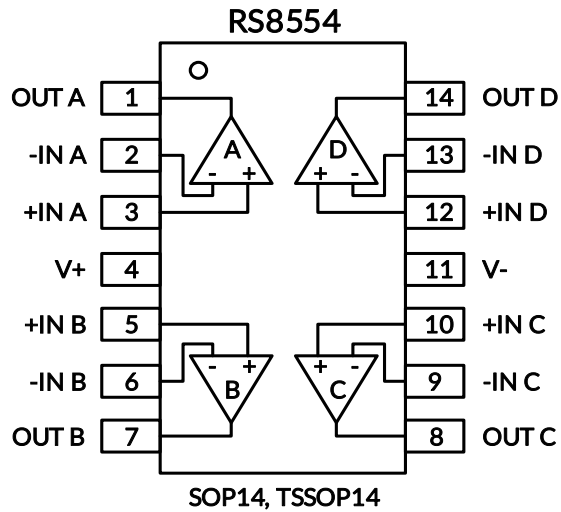 RS8554
OUT A 1 14 OUT D
-IN A 2 A D 13 -IN D
- + + -
+IN A 3 12 +IN D
V+ 4 11 V-
+IN B 5 10 +IN C
- + + -
-IN B 6 B C 9 -IN C
OUT B 7 8 OUT C
SOP14, TSSOP14